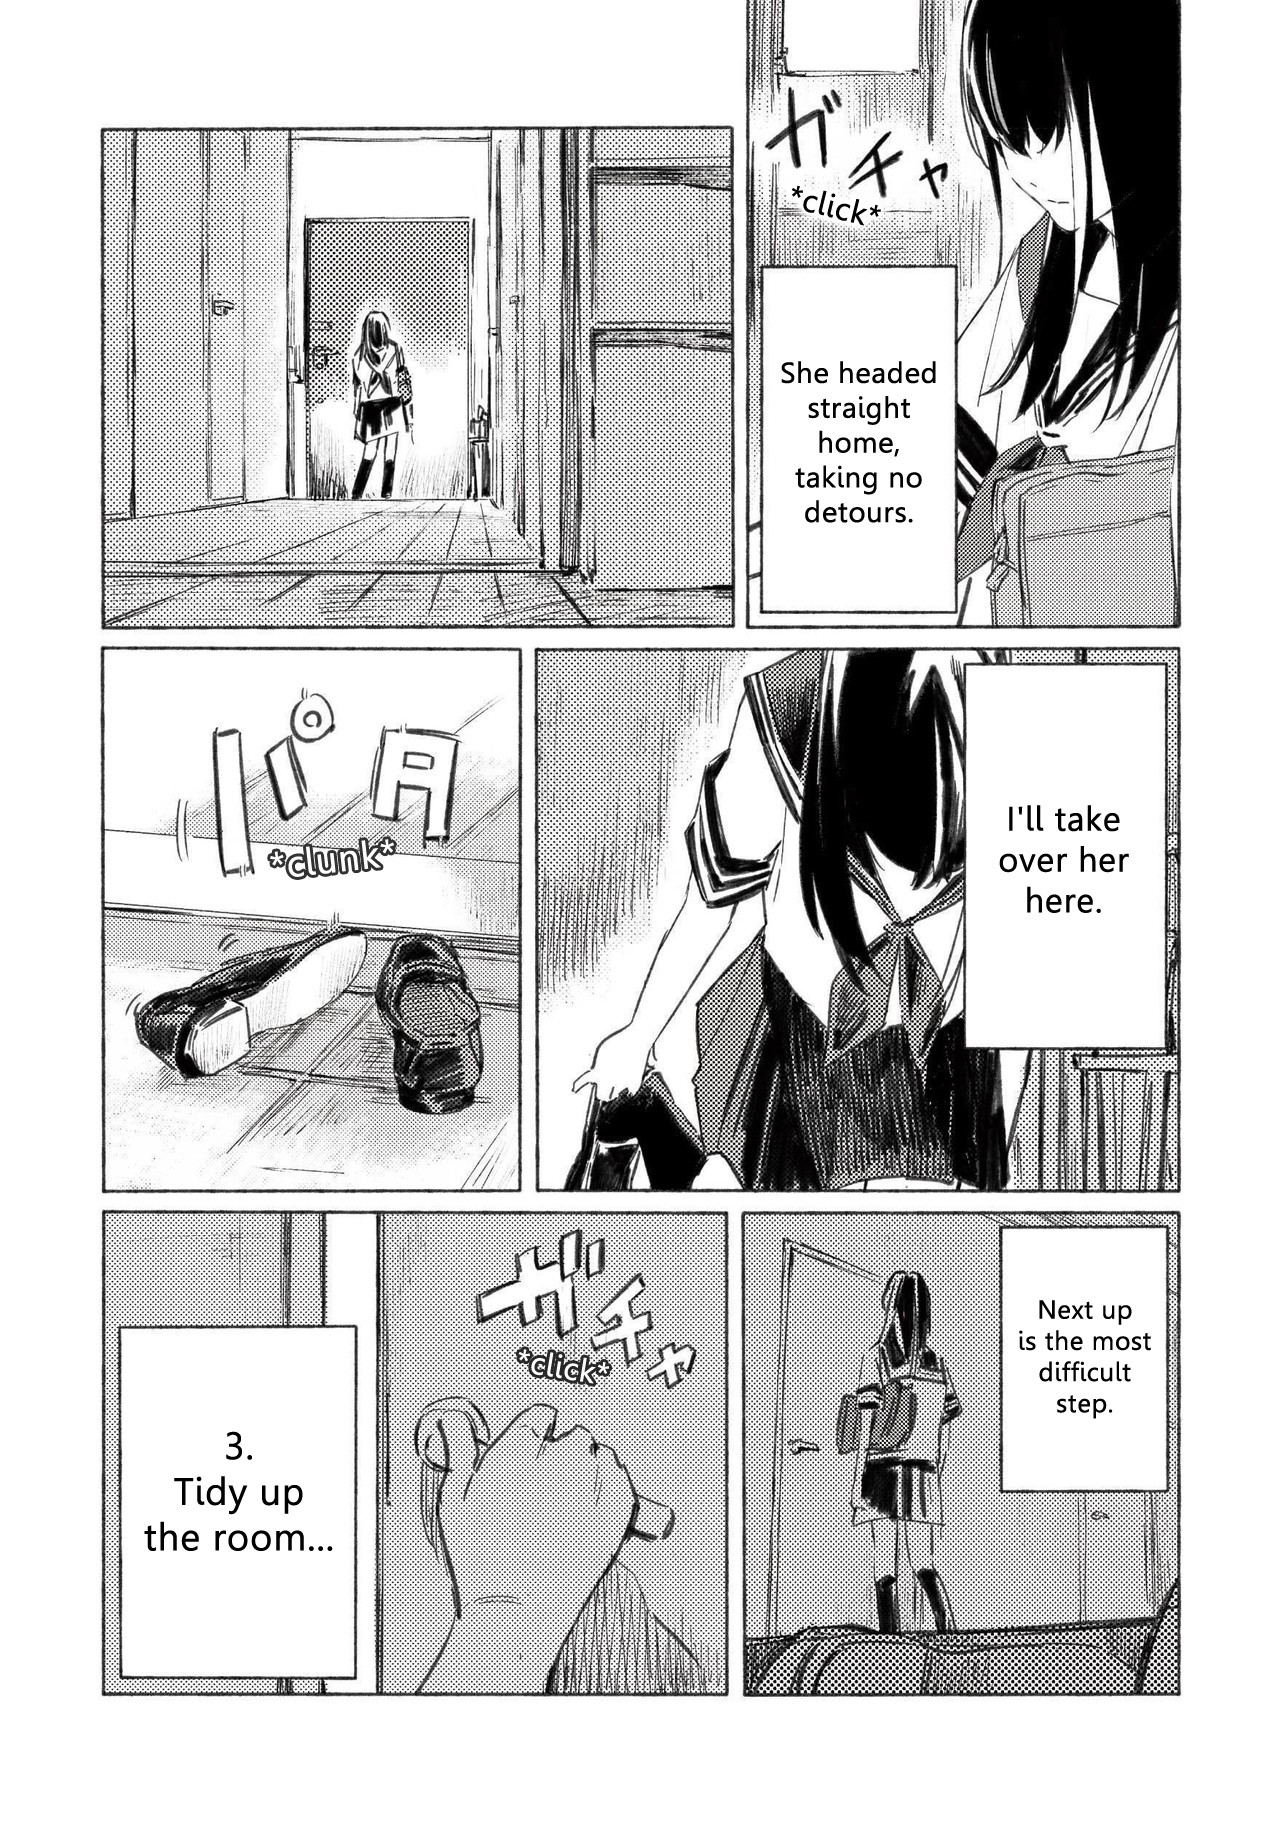 ガチャ
*click*
She headed
straight
home,
taking no
detours.
I'll take
over her
here.
パタ
*clunk*
Next up
is the most
difficult
step.
ガチャ
*click*
3.
Tidy up
the room...